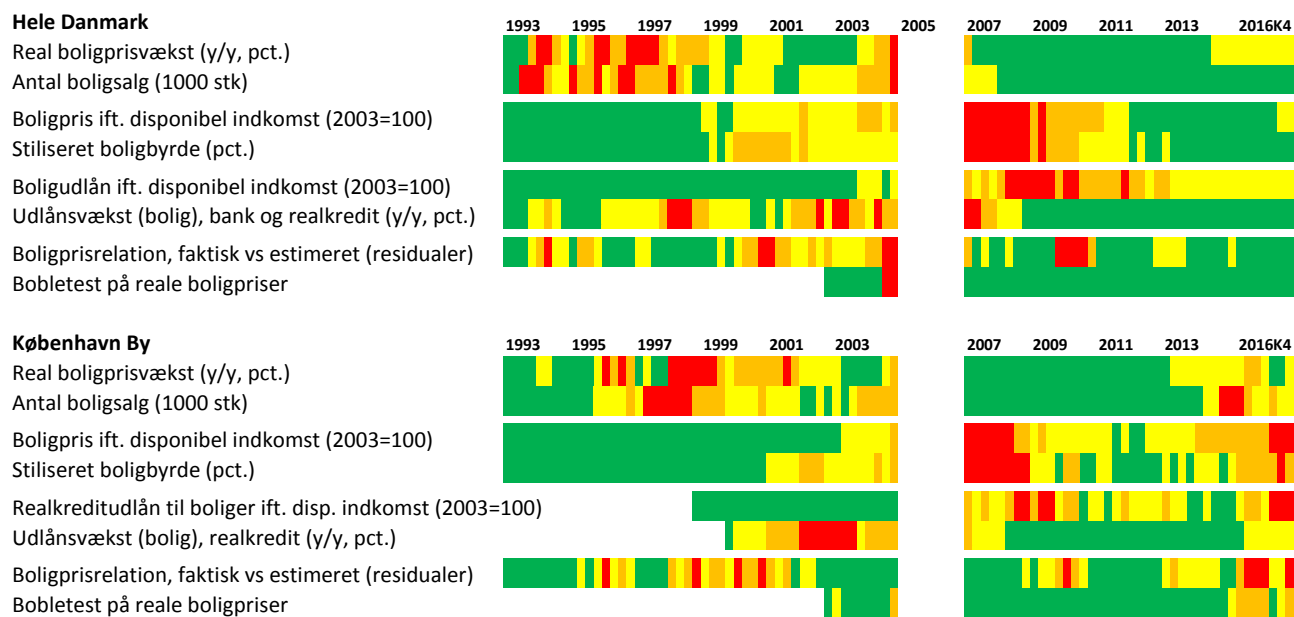 Hele Danmark
1993 1995 1997 1999 2001 2003 2005 2007 2009 2011 2013 2016K4
Real boligprisvækst (y/y, pct.)
Antal boligsalg (1000 stk)
Boligpris ift. disponibel indkomst (2003=100)
Stiliseret boligbyrde (pct.)
Boligudlån ift. disponibel indkomst (2003=100)
Udlånsvækst (bolig), bank og realkredit (y/y, pct.)
Boligprisrelation, faktisk vs estimeret (residualer)
Bobletest på reale boligpriser
København By
1993 1995 1997 1999 2001 2003 2007 2009 2011 2013 2016K4
Real boligprisvækst (y/y, pct.)
Antal boligsalg (1000 stk)
Boligpris ift. disponibel indkomst (2003=100)
Stiliseret boligbyrde (pct.)
Realkreditudlån til boliger ift. disp. indkomst (2003=100)
Udlånsvækst (bolig), realkredit (y/y, pct.)
Boligprisrelation, faktisk vs estimeret (residualer)
Bobletest på reale boligpriser